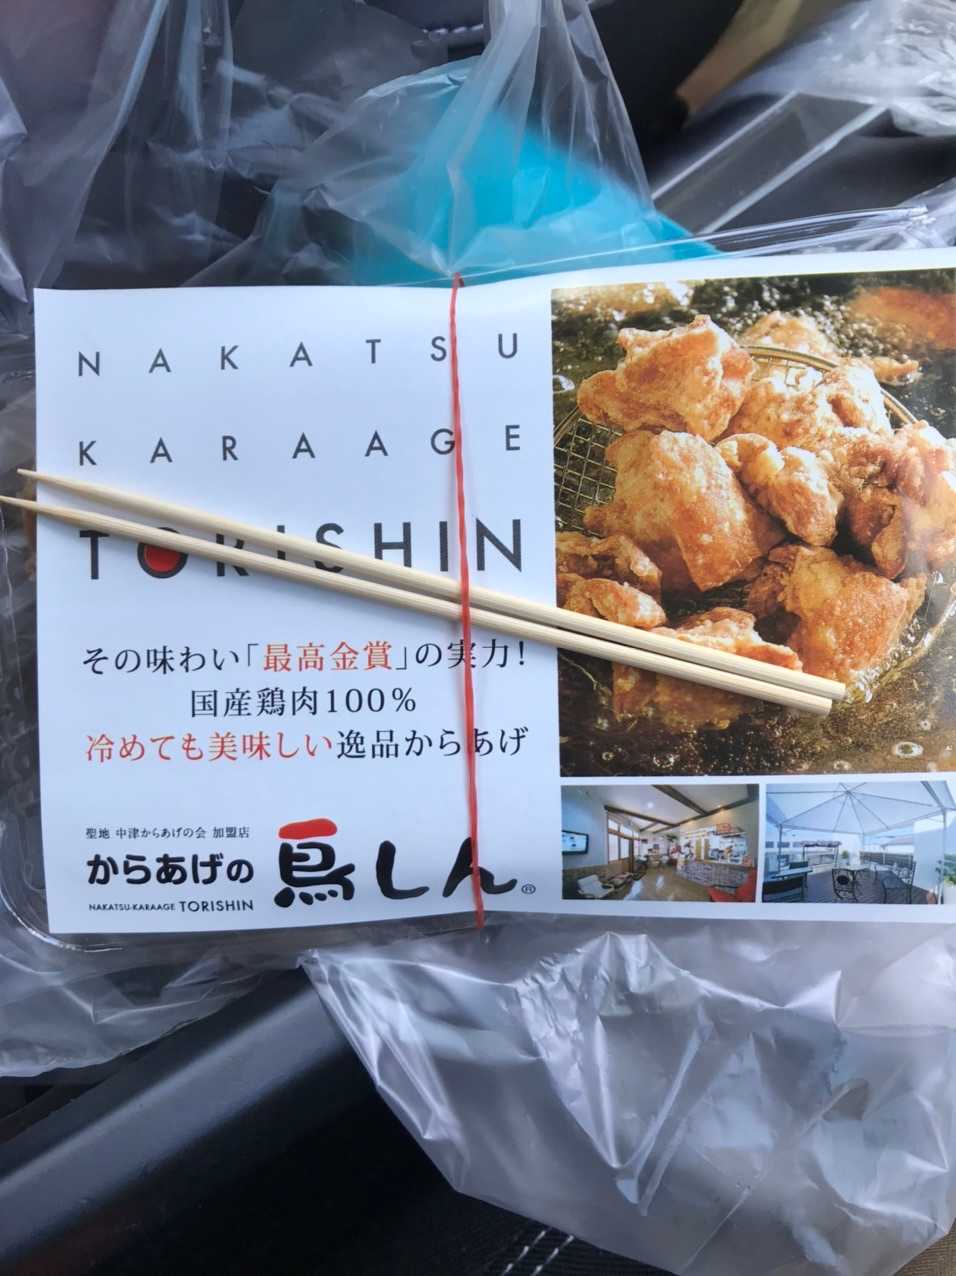 NAKATSU
KARAAGE
TORISHIN
その味わい「最高金賞」の実力!
国産鶏肉100%
冷めても美味しい逸品からあげ
聖地 中津からあげの会 加盟店
からあげの 鳥しん®
NAKATSU-KARAAGE TORISHIN